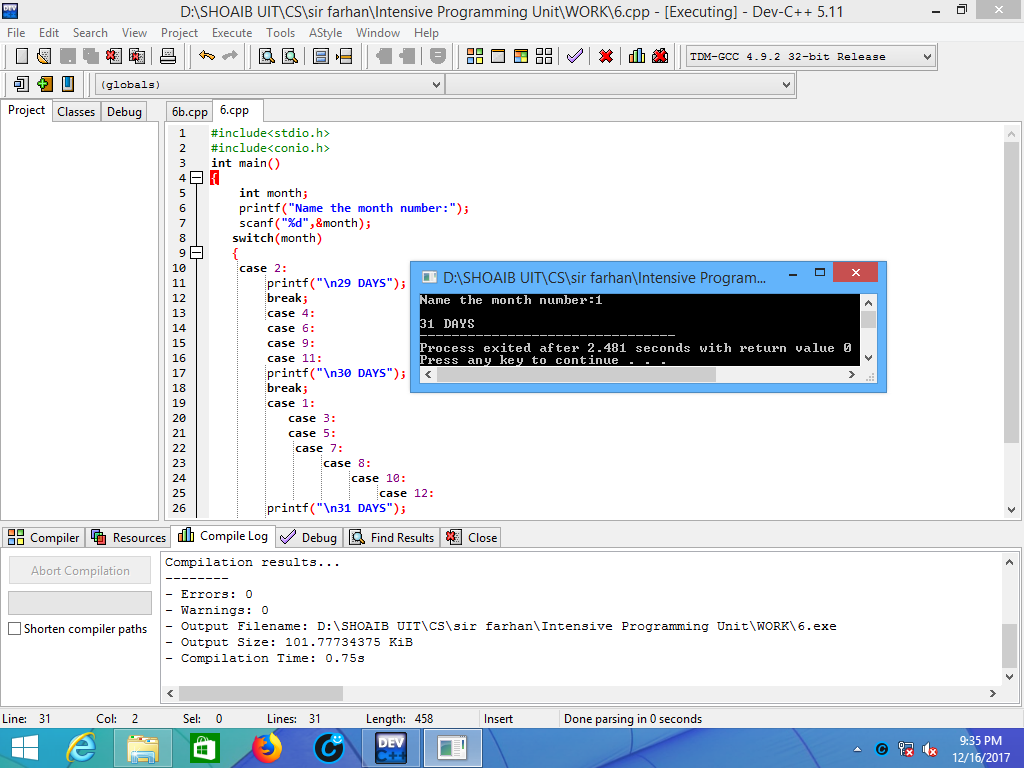 D:\SHOAIB UIT\CS\sir farhan\Intensive Programming Unit\WORK\6.cpp - [Executing] - Dev-C++ 5.11
File Edit Search View Project Execute Tools AStyle Window Help
TDM-GCC 4.9.2 32-bit Release
(globals)
Project Classes Debug
6b.cpp 6.cpp
1 #include<stdio.h>
2 #include<conio.h>
3 int main()
4 {
5 int month;
6 printf("Name the month number:");
7 scanf("%d",&month);
8 switch(month)
9 {
10 case 2:
11 printf("\n29 DAYS");
12 break;
13 case 4:
14 case 6:
15 case 9:
16 case 11:
17 printf("\n30 DAYS");
18 break;
19 case 1:
20 case 3:
21 case 5:
22 case 7:
23 case 8:
24 case 10:
25 case 12:
26 printf("\n31 DAYS");
D:\SHOAIB UIT\CS\sir farhan\Intensive Program...
Name the month number:1
31 DAYS
--------------------------------
Process exited after 2.481 seconds with return value 0
Press any key to continue . . .
Compiler Resources Compile Log Debug Find Results Close
Abort Compilation
Shorten compiler paths
Compilation results...
--------
- Errors: 0
- Warnings: 0
- Output Filename: D:\SHOAIB UIT\CS\sir farhan\Intensive Programming Unit\WORK\6.exe
- Output Size: 101.77734375 KiB
- Compilation Time: 0.75s
Line: 31 Col: 2 Sel: 0 Lines: 31 Length: 458 Insert Done parsing in 0 seconds
DEV C++
9:35 PM
12/16/2017